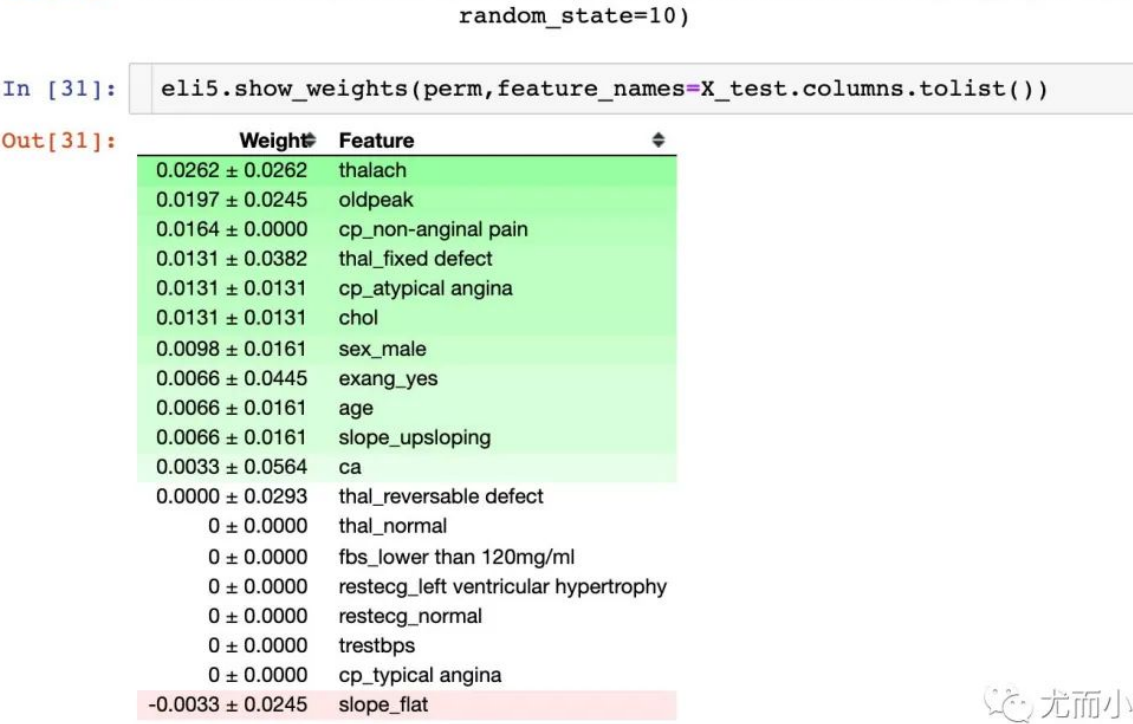 random_state=10)
In [31]: eli5.show_weights(perm,feature_names=X_test.columns.tolist())
Out[31]: Weight Feature
0.0262 ± 0.0262 thalach
0.0197 ± 0.0245 oldpeak
0.0164 ± 0.0000 cp_non-anginal pain
0.0131 ± 0.0382 thal_fixed defect
0.0131 ± 0.0131 cp_atypical angina
0.0131 ± 0.0131 chol
0.0098 ± 0.0161 sex_male
0.0066 ± 0.0445 exang_yes
0.0066 ± 0.0161 age
0.0066 ± 0.0161 slope_upsloping
0.0033 ± 0.0564 ca
0.0000 ± 0.0293 thal_reversable defect
0 ± 0.0000 thal_normal
0 ± 0.0000 fbs_lower than 120mg/ml
0 ± 0.0000 restecg_left ventricular hypertrophy
0 ± 0.0000 restecg_normal
0 ± 0.0000 trestbps
0 ± 0.0000 cp_typical angina
-0.0033 ± 0.0245 slope_flat
尤而小